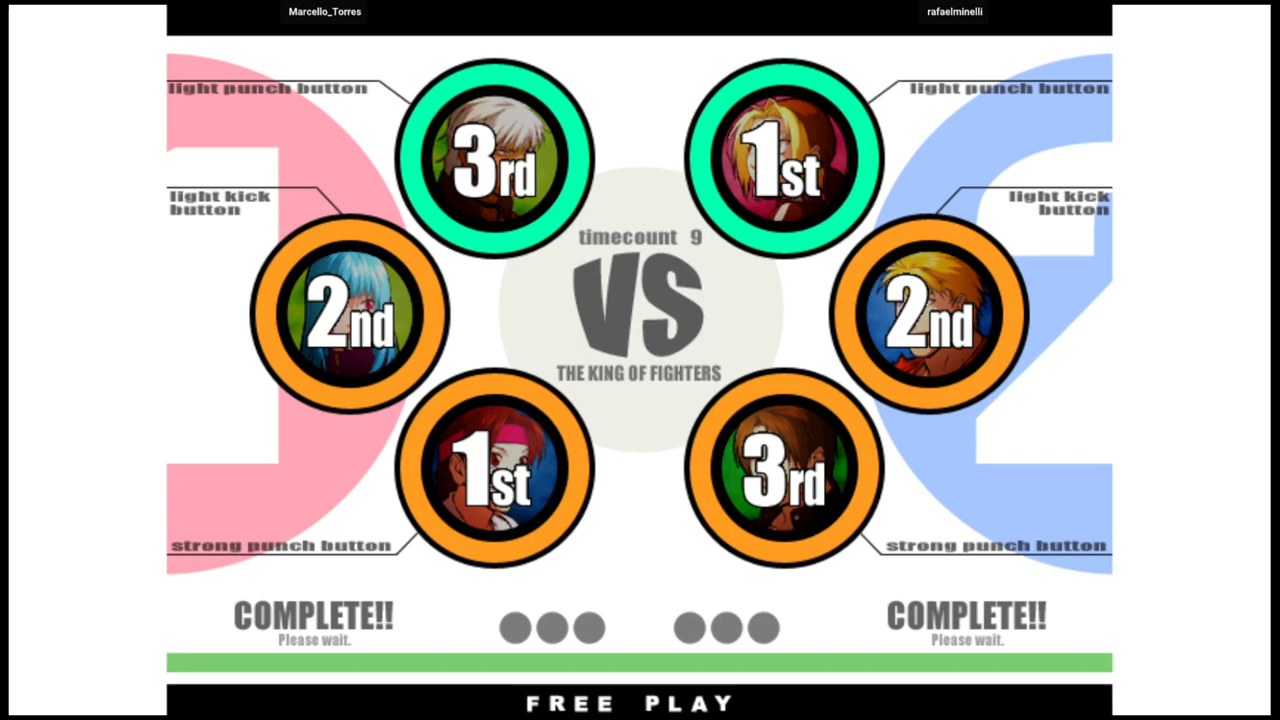 Marcello_Torres
rafaelminelli
light punch button
light punch button
3rd
1st
light kick
button
light kick
button
timecount 9
VS
THE KING OF FIGHTERS
2nd
2nd
1st
3rd
1
2
strong punch button
strong punch button
COMPLETE!!
Please wait.
COMPLETE!!
Please wait.
FREE PLAY